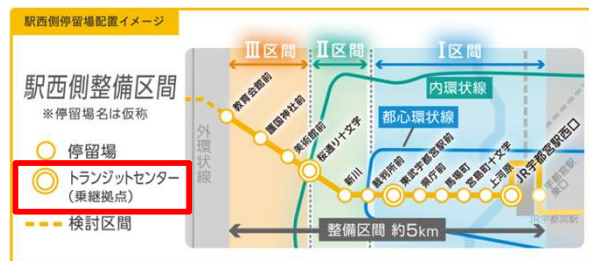 駅西側停留場配置イメージ
駅西側整備区間
※停留場名は仮称
停留場
トランジットセンター
(乗継拠点)
検討区間
Ⅲ区間
Ⅱ区間
Ⅰ区間
外環状線
内環状線
都心環状線
教育会館前
護国神社前
美術館前
桜通り十文字
新川
裁判所前
東武宇都宮駅前
県庁前
馬場町
宮島町十文字
上河原
JR宇都宮駅西口
宇都宮駅東口
JR宇都宮駅
整備区間 約5km